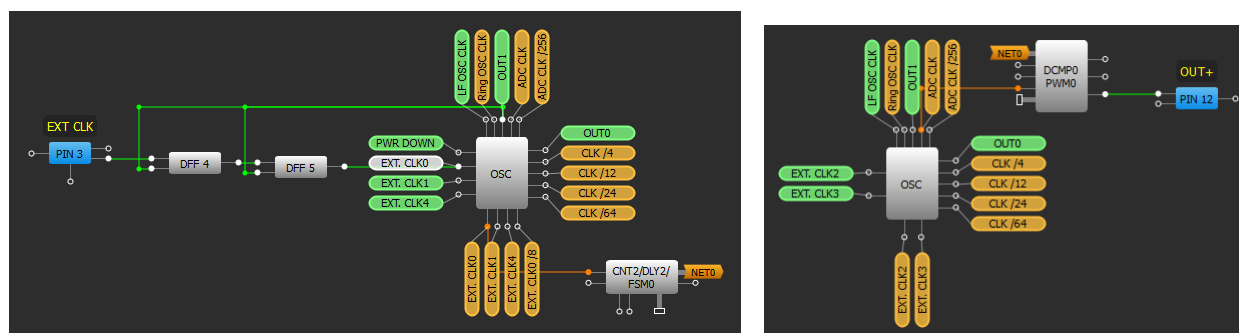 LF OSC CLK
Ring OSC CLK
OUT1
ADC CLK
ADC CLK /256
EXT CLK
PIN 3
DFF 4
DFF 5
PWR DOWN
EXT. CLK0
EXT. CLK1
EXT. CLK4
OSC
OUT0
CLK /4
CLK /12
CLK /24
CLK /64
EXT. CLK0
EXT. CLK1
EXT. CLK4
EXT. CLK0 /8
CNT2/DLY2/
FSM0
NET0
LF OSC CLK
Ring OSC CLK
OUT1
ADC CLK
ADC CLK /256
NET0
DCMP0
PWM0
OUT+
PIN 12
EXT. CLK2
EXT. CLK3
OSC
OUT0
CLK /4
CLK /12
CLK /24
CLK /64
EXT. CLK2
EXT. CLK3